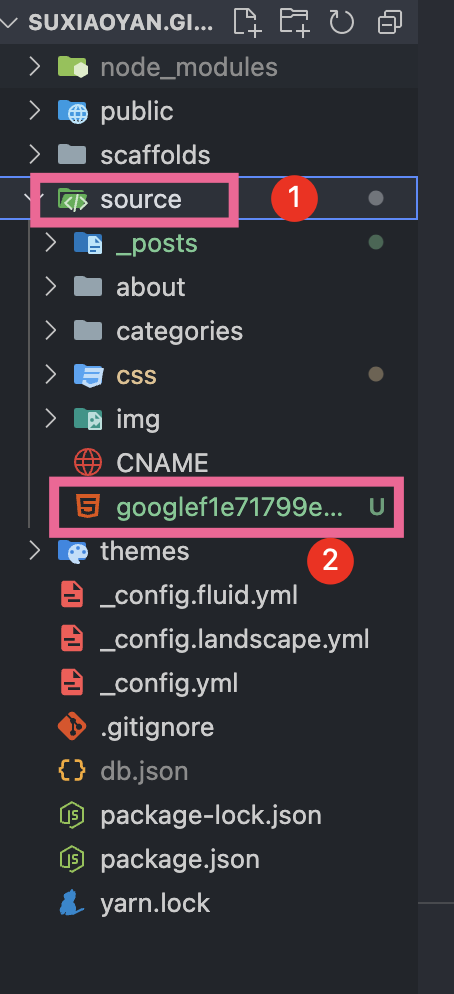 SUXIAOYAN.GI...
node_modules
public
scaffolds
source 1
_posts
about
categories
css
img
CNAME
googlef1e71799e... U
themes 2
_config.fluid.yml
_config.landscape.yml
_config.yml
.gitignore
db.json
package-lock.json
package.json
yarn.lock